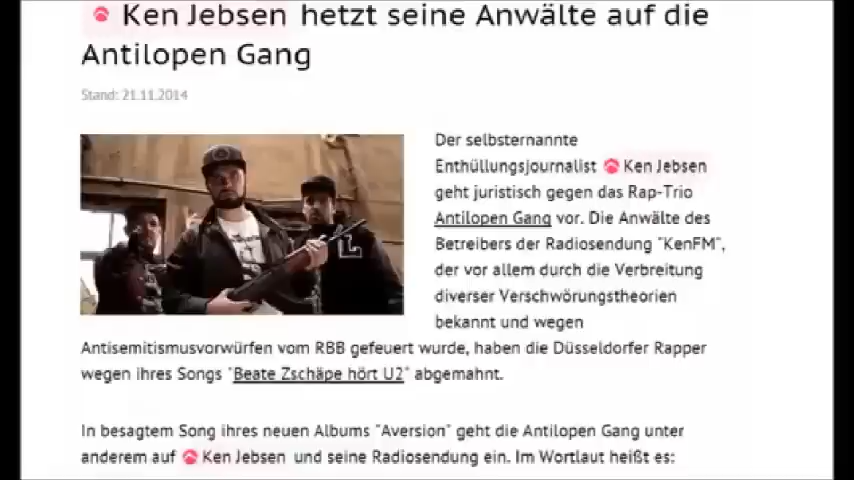 Ken Jebsen hetzt seine Anwälte auf die
Antilopen Gang
Stand: 21.11.2014
Der selbsternannte
Enthüllungsjournalist Ken Jebsen
geht juristisch gegen das Rap-Trio
Antilopen Gang vor. Die Anwälte des
Betreibers der Radiosendung "KenFM",
der vor allem durch die Verbreitung
diverser Verschwörungstheorien
bekannt und wegen
Antisemitismusvorwürfen vom RBB gefeuert wurde, haben die Düsseldorfer Rapper
wegen ihres Songs "Beate Zschäpe hört U2" abgemahnt.
In besagtem Song ihres neuen Albums "Aversion" geht die Antilopen Gang unter
anderem auf Ken Jebsen und seine Radiosendung ein. Im Wortlaut heißt es: